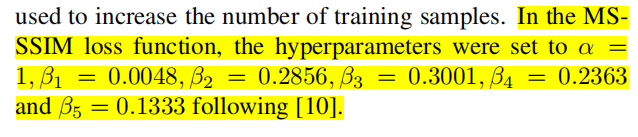 used to increase the number of training samples. In the MS-
SSIM loss function, the hyperparameters were set to α =
1, β₁ = 0.0048, β₂ = 0.2856, β₃ = 0.3001, β₄ = 0.2363
and β₅ = 0.1333 following [10].